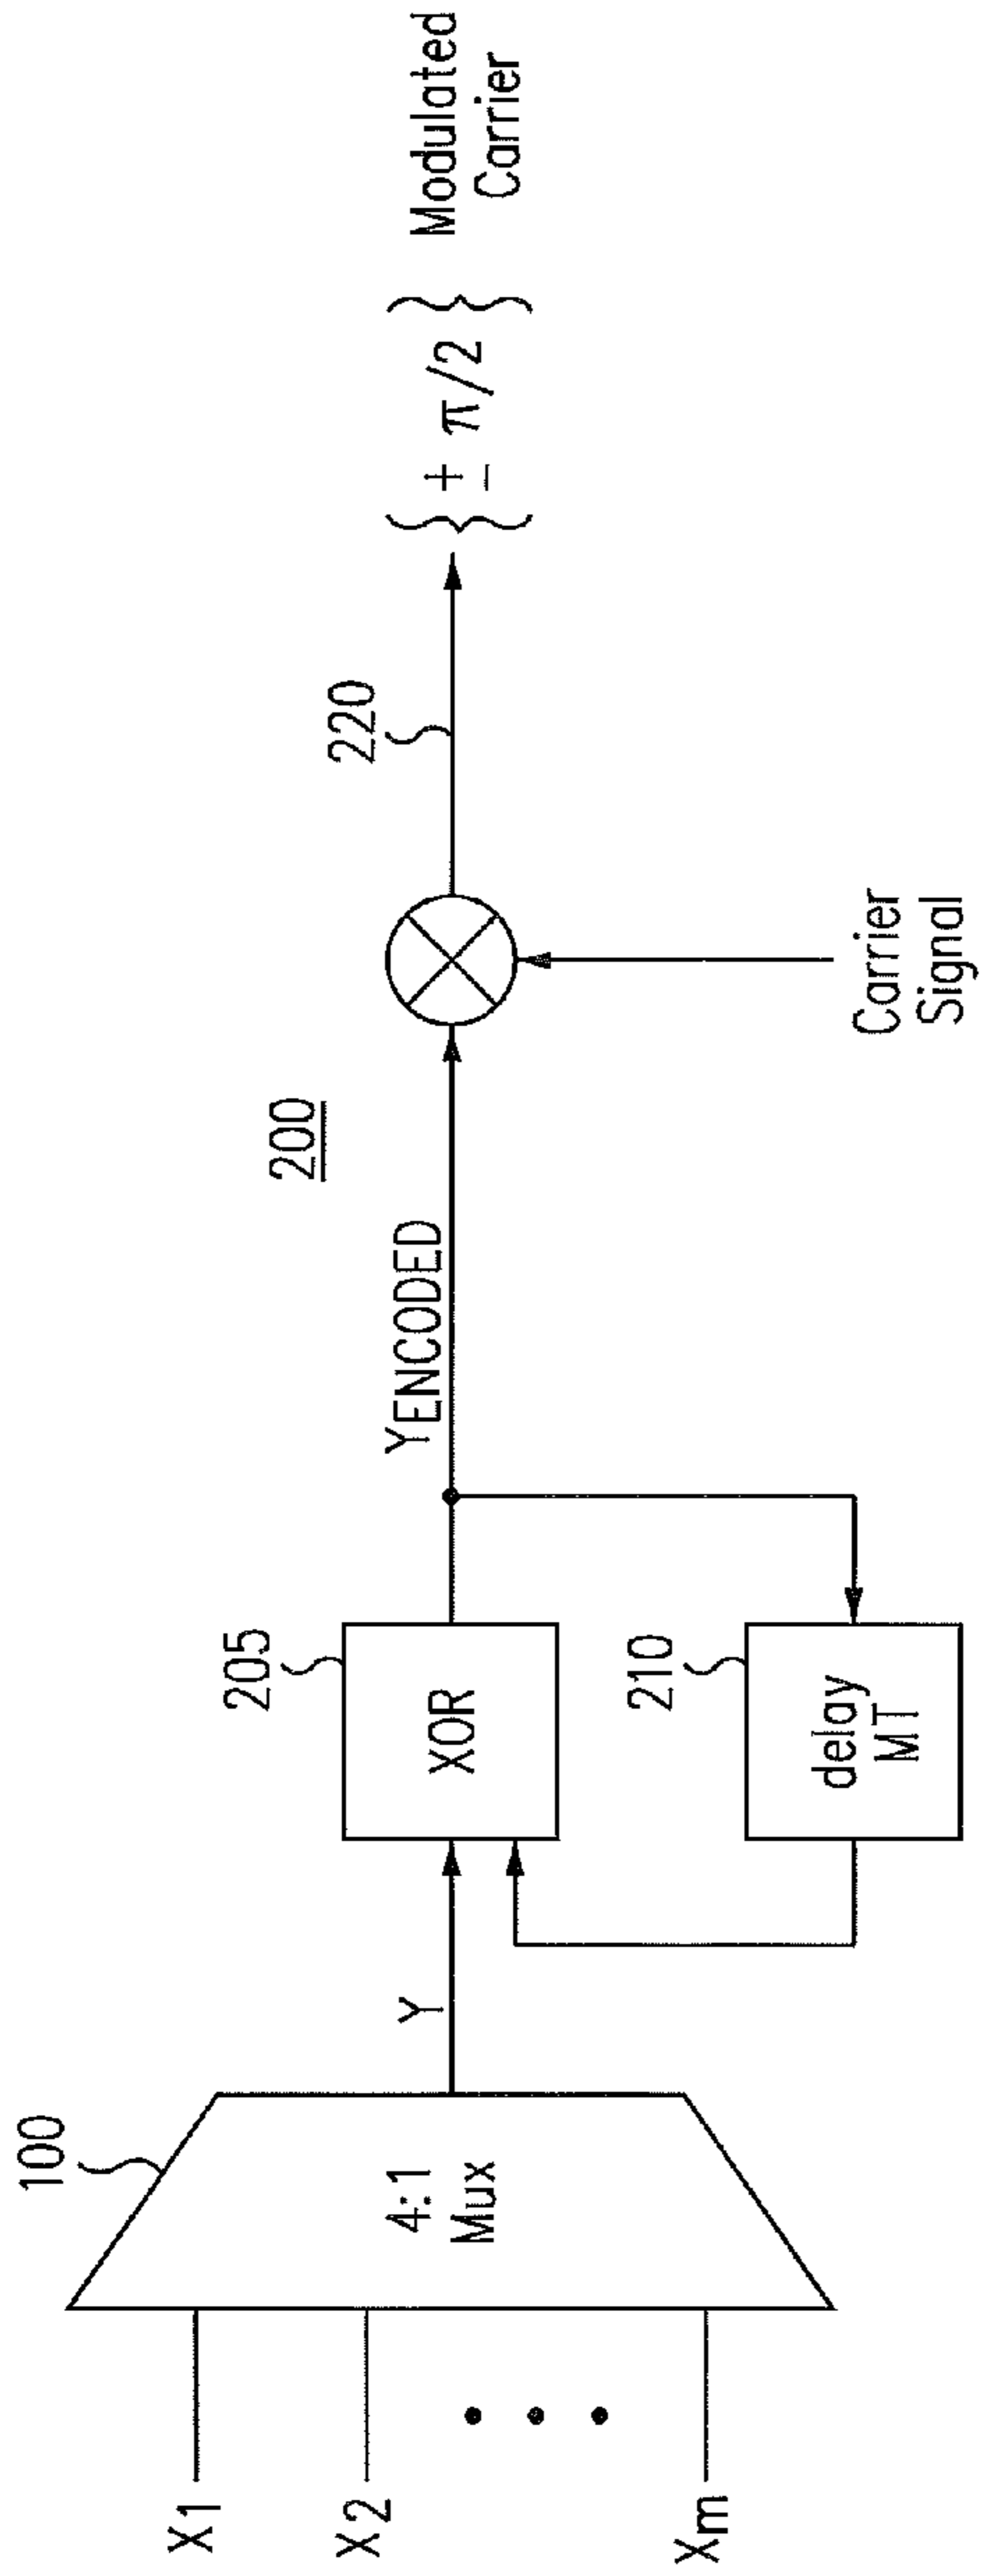 X1
X2
Xm
100
4:1
Mux
Y
205
XOR
210
delay
MT
YENCODED
200
Carrier
Signal
220
{ ± π/2 }
Modulated
Carrier